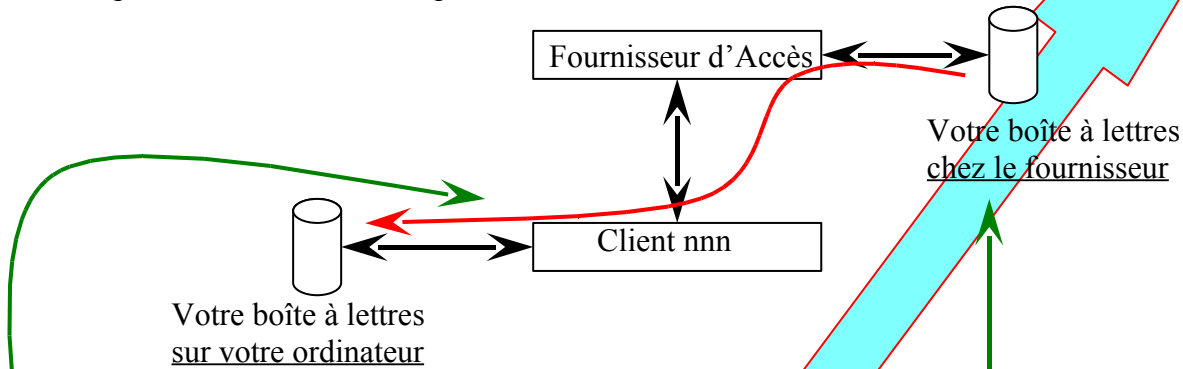 Fournisseur d'Accès
Votre boîte à lettres
chez le fournisseur
Client nnn
Votre boîte à lettres
sur votre ordinateur